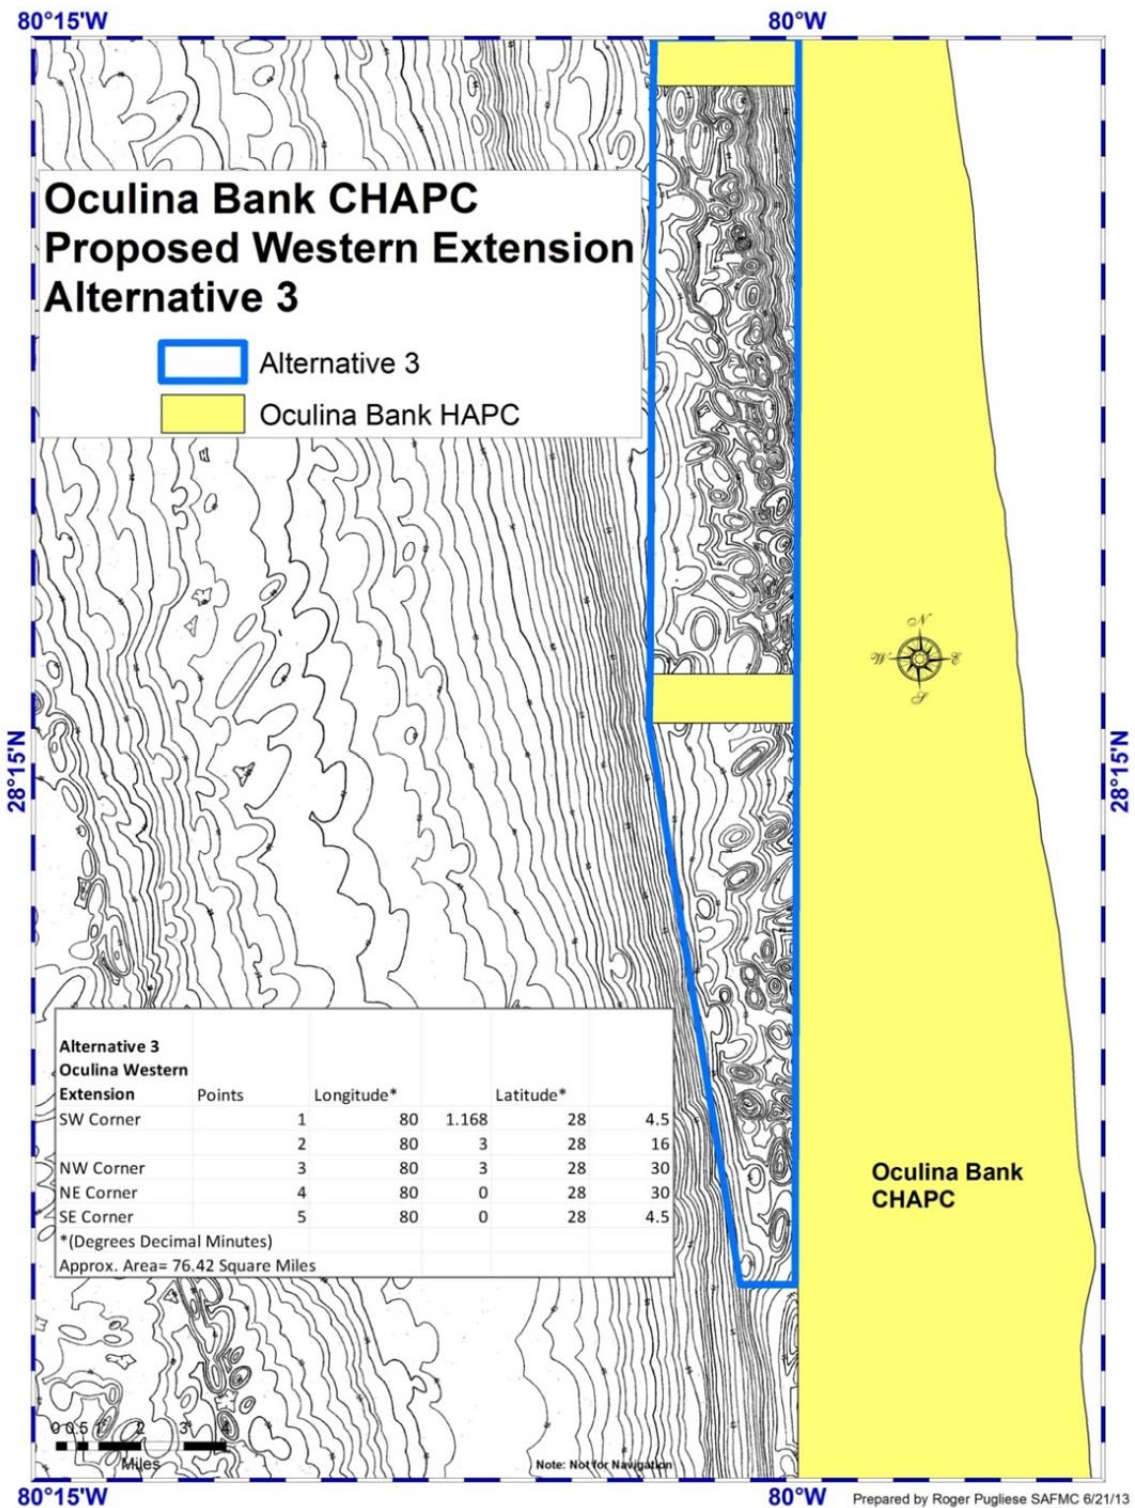 80°15'W 80°W
Oculina Bank CHAPC
Proposed Western Extension
Alternative 3
Alternative 3
Oculina Bank HAPC
N
W E
S
28°15'N 28°15'N
Alternative 3
Oculina Western
Extension Points Longitude* Latitude*
SW Corner 1 80 1.168 28 4.5
2 80 3 28 16
NW Corner 3 80 3 28 30
NE Corner 4 80 0 28 30
SE Corner 5 80 0 28 4.5
*(Degrees Decimal Minutes)
Approx. Area= 76.42 Square Miles
Oculina Bank
CHAPC
0 0.5 1 2 3 4
Miles
Note: Not for Navigation
80°15'W 80°W
Prepared by Roger Pugliese SAFMC 6/21/13